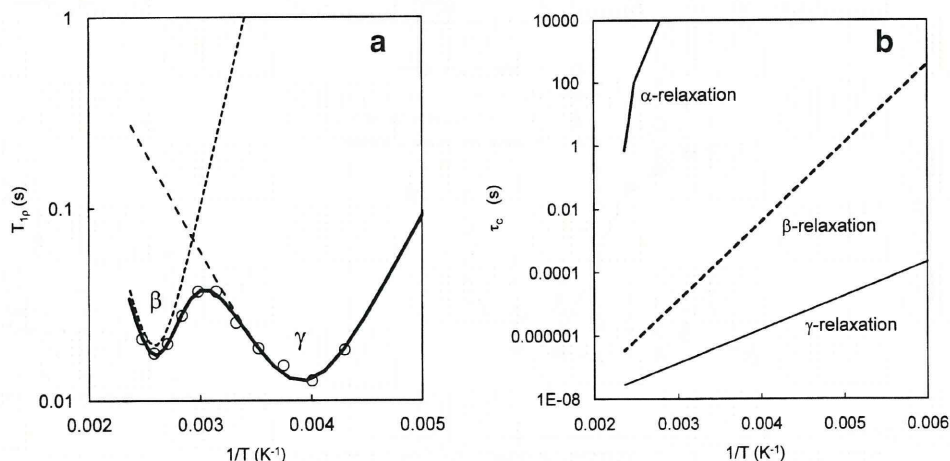 a
1
0.1
0.01
T1ρ (s)
β
γ
0.002
0.003
0.004
0.005
1/T (K-1)
b
10000
100
1
0.01
0.0001
0.000001
1E-08
τc (s)
α-relaxation
β-relaxation
γ-relaxation
0.002
0.003
0.004
0.005
0.006
1/T (K-1)